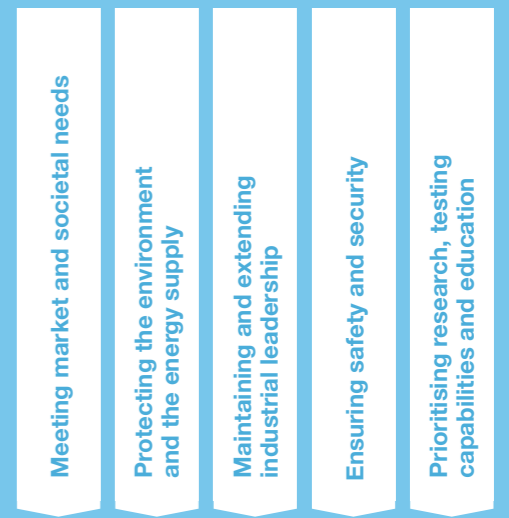 Meeting market and societal needs
Protecting the environment
and the energy supply
Maintaining and extending
industrial leadership
Ensuring safety and security
Prioritising research, testing
capabilities and education